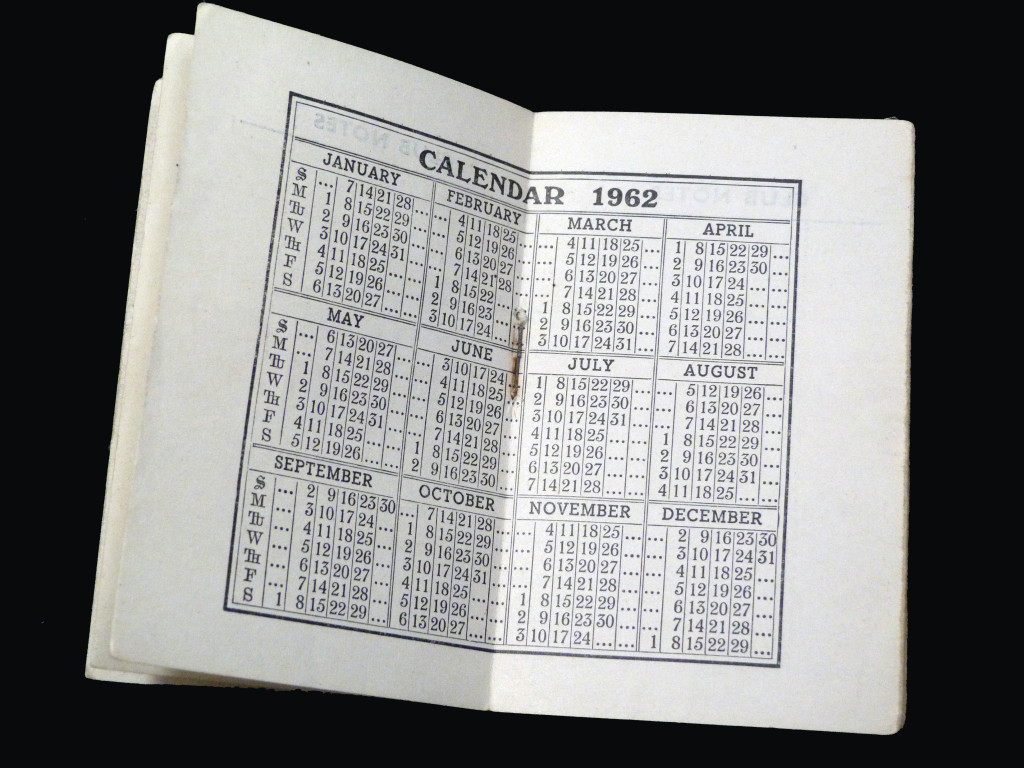 CALENDAR 1962
JANUARY
S ... 7 14 21 28 ...
M 1 8 15 22 29 ...
Tu 2 9 16 23 30 ...
W 3 10 17 24 31 ...
Th 4 11 18 25 ... ...
F 5 12 19 26 ... ...
S 6 13 20 27 ... ...
FEBRUARY
... 4 11 18 25 ...
... 5 12 19 26 ...
... 6 13 20 27 ...
... 7 14 21 28 ...
1 8 15 22 ... ...
2 9 16 23 ... ...
3 10 17 24 ... ...
MARCH
... 4 11 18 25 ...
... 5 12 19 26 ...
... 6 13 20 27 ...
... 7 14 21 28 ...
1 8 15 22 29 ...
2 9 16 23 30 ...
3 10 17 24 31 ...
APRIL
1 8 15 22 29 ...
2 9 16 23 30 ...
3 10 17 24 ... ...
4 11 18 25 ... ...
5 12 19 26 ... ...
6 13 20 27 ... ...
7 14 21 28 ... ...
MAY
S ... 6 13 20 27 ...
M ... 7 14 21 28 ...
Tu 1 8 15 22 29 ...
W 2 9 16 23 30 ...
Th 3 10 17 24 31 ...
F 4 11 18 25 ... ...
S 5 12 19 26 ... ...
JUNE
... 3 10 17 24 ...
... 4 11 18 25 ...
... 5 12 19 26 ...
... 6 13 20 27 ...
... 7 14 21 28 ...
1 8 15 22 29 ...
2 9 16 23 30 ...
JULY
1 8 15 22 29 ...
2 9 16 23 30 ...
3 10 17 24 31 ...
4 11 18 25 ... ...
5 12 19 26 ... ...
6 13 20 27 ... ...
7 14 21 28 ... ...
AUGUST
... 5 12 19 26 ...
... 6 13 20 27 ...
... 7 14 21 28 ...
1 8 15 22 29 ...
2 9 16 23 30 ...
3 10 17 24 31 ...
4 11 18 25 ... ...
SEPTEMBER
S ... 2 9 16 23 30
M ... 3 10 17 24 ...
Tu ... 4 11 18 25 ...
W ... 5 12 19 26 ...
Th ... 6 13 20 27 ...
F ... 7 14 21 28 ...
S 1 8 15 22 29 ...
OCTOBER
... 7 14 21 28 ...
1 8 15 22 29 ...
2 9 16 23 30 ...
3 10 17 24 31 ...
4 11 18 25 ... ...
5 12 19 26 ... ...
6 13 20 27 ... ...
NOVEMBER
... 4 11 18 25 ...
... 5 12 19 26 ...
... 6 13 20 27 ...
... 7 14 21 28 ...
1 8 15 22 29 ...
2 9 16 23 30 ...
3 10 17 24 ... ...
DECEMBER
... 2 9 16 23 30
... 3 10 17 24 31
... 4 11 18 25 ...
... 5 12 19 26 ...
... 6 13 20 27 ...
... 7 14 21 28 ...
1 8 15 22 29 ...